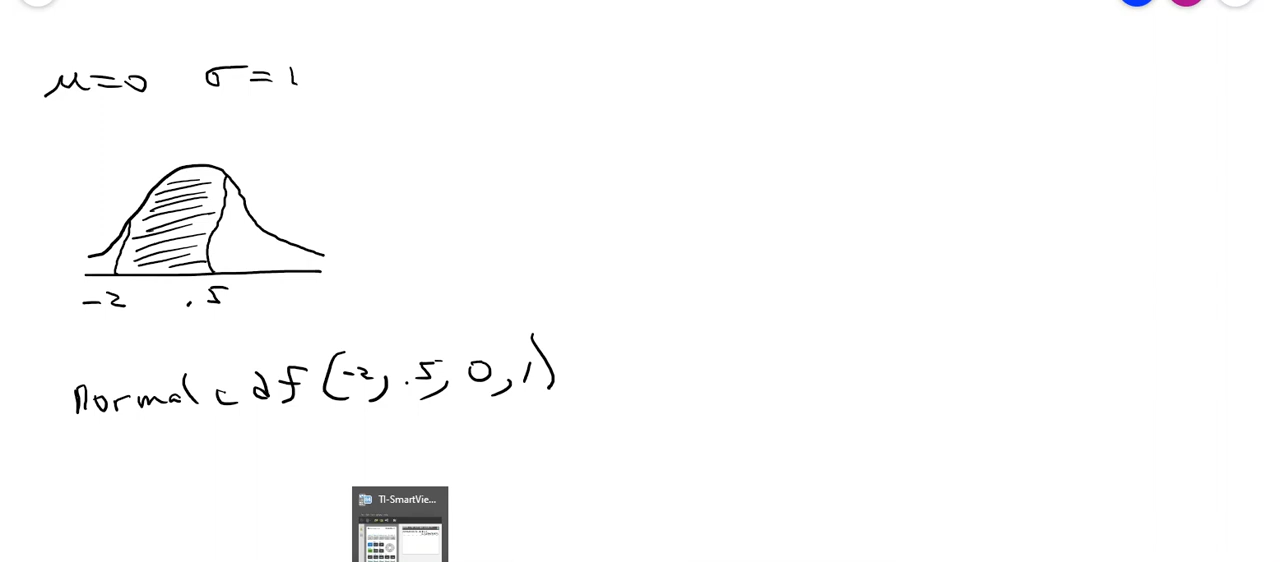 μ=0 σ=1
-2 .5
normalcdf(-2, .5, 0, 1)
TI-SmartVie...